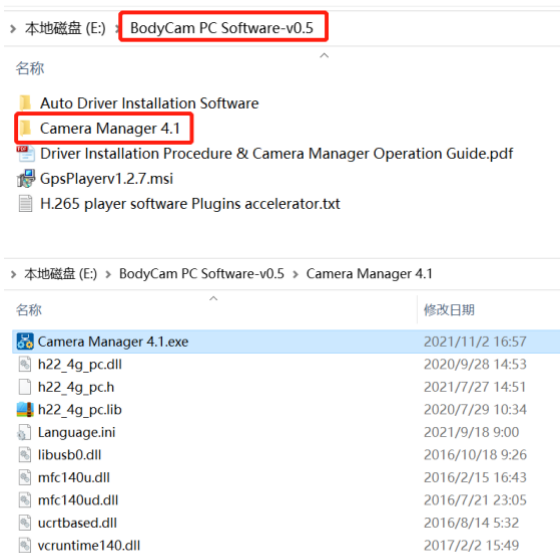 本地磁盘 (E:) > BodyCam PC Software-v0.5
名称
Auto Driver Installation Software
Camera Manager 4.1
Driver Installation Procedure & Camera Manager Operation Guide.pdf
GpsPlayerv1.2.7.msi
H.265 player software Plugins accelerator.txt
> 本地磁盘 (E:) > BodyCam PC Software-v0.5 > Camera Manager 4.1
名称 修改日期
Camera Manager 4.1.exe 2021/11/2 16:57
h22_4g_pc.dll 2020/9/28 14:53
h22_4g_pc.h 2021/7/27 14:51
h22_4g_pc.lib 2020/7/29 10:34
Language.ini 2021/9/18 9:00
libusb0.dll 2016/10/18 9:26
mfc140u.dll 2016/2/15 16:43
mfc140ud.dll 2016/7/21 23:05
ucrtbased.dll 2016/8/14 5:32
vcruntime140.dll 2017/2/2 15:49